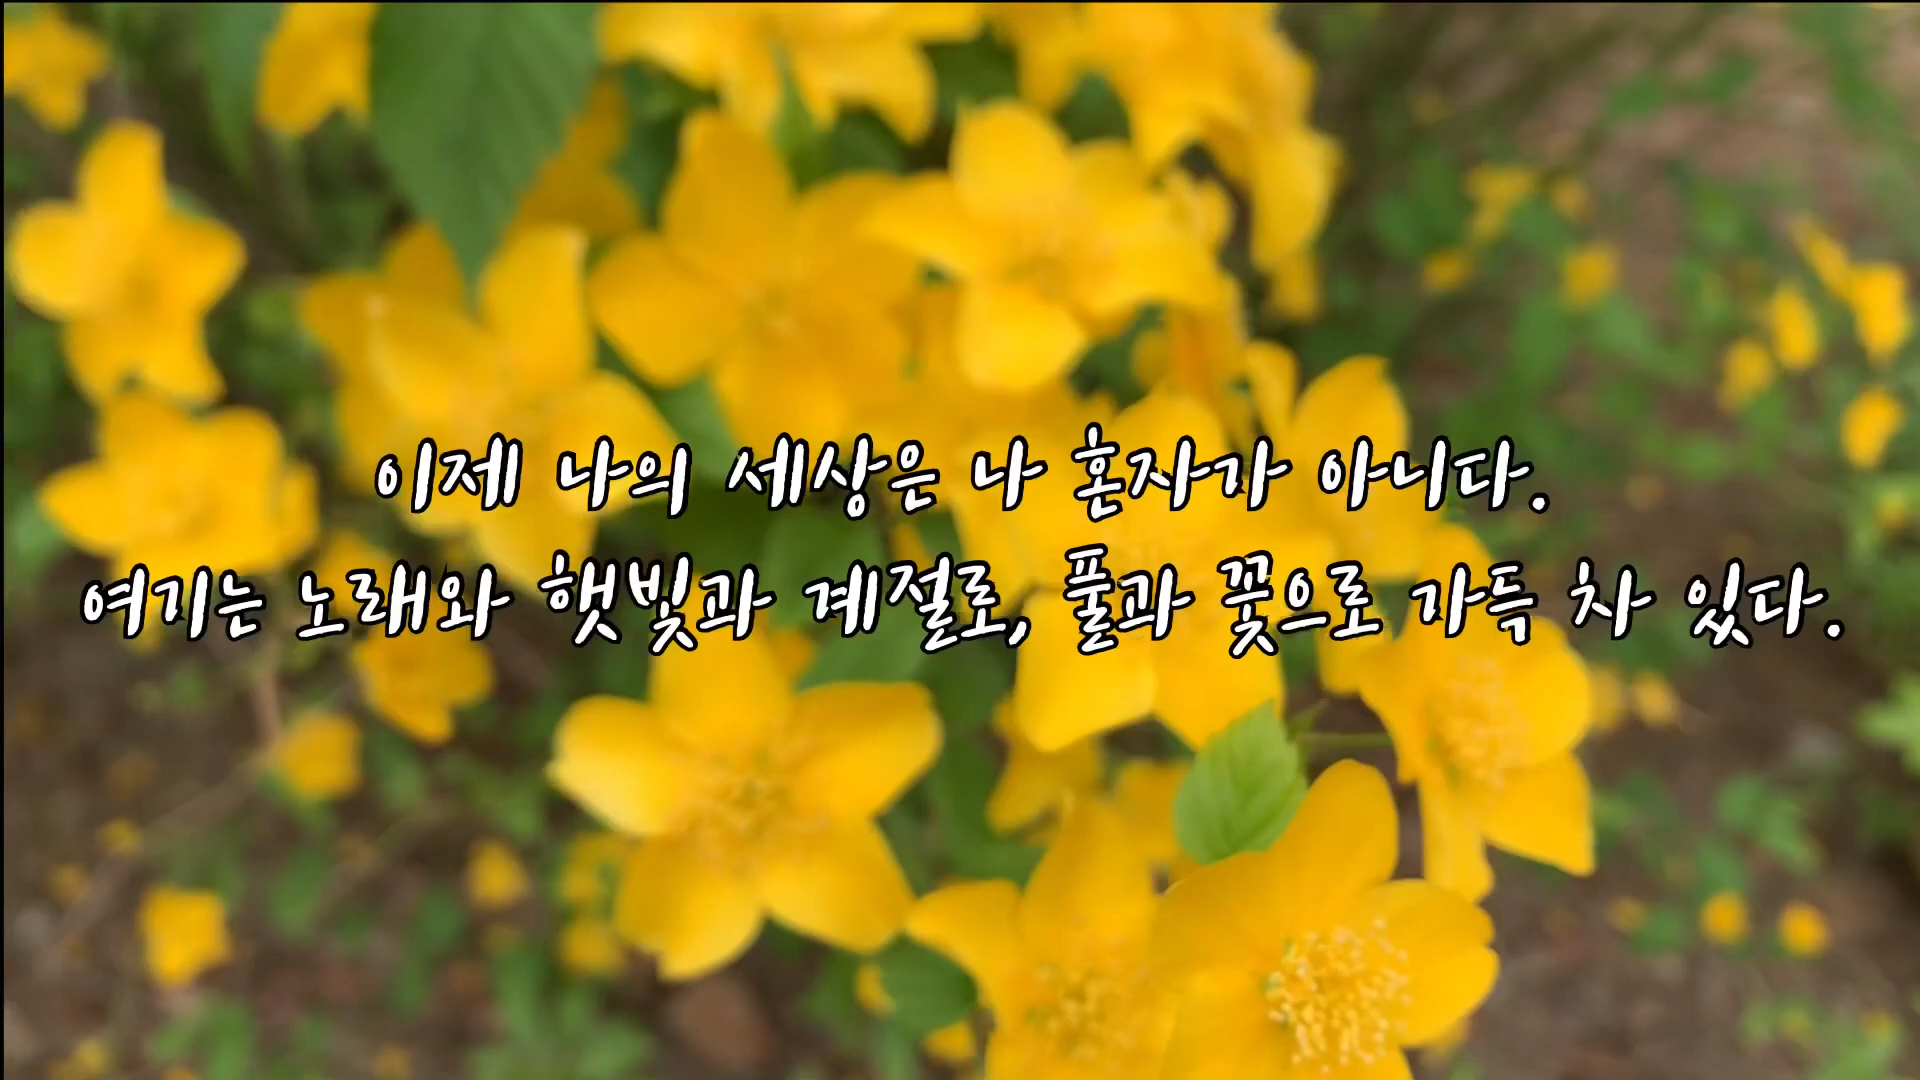 이제 나의 세상은 나 혼자가 아니다.
여기는 노래와 햇빛과 계절로, 풀과 꽃으로 가득 차 있다.